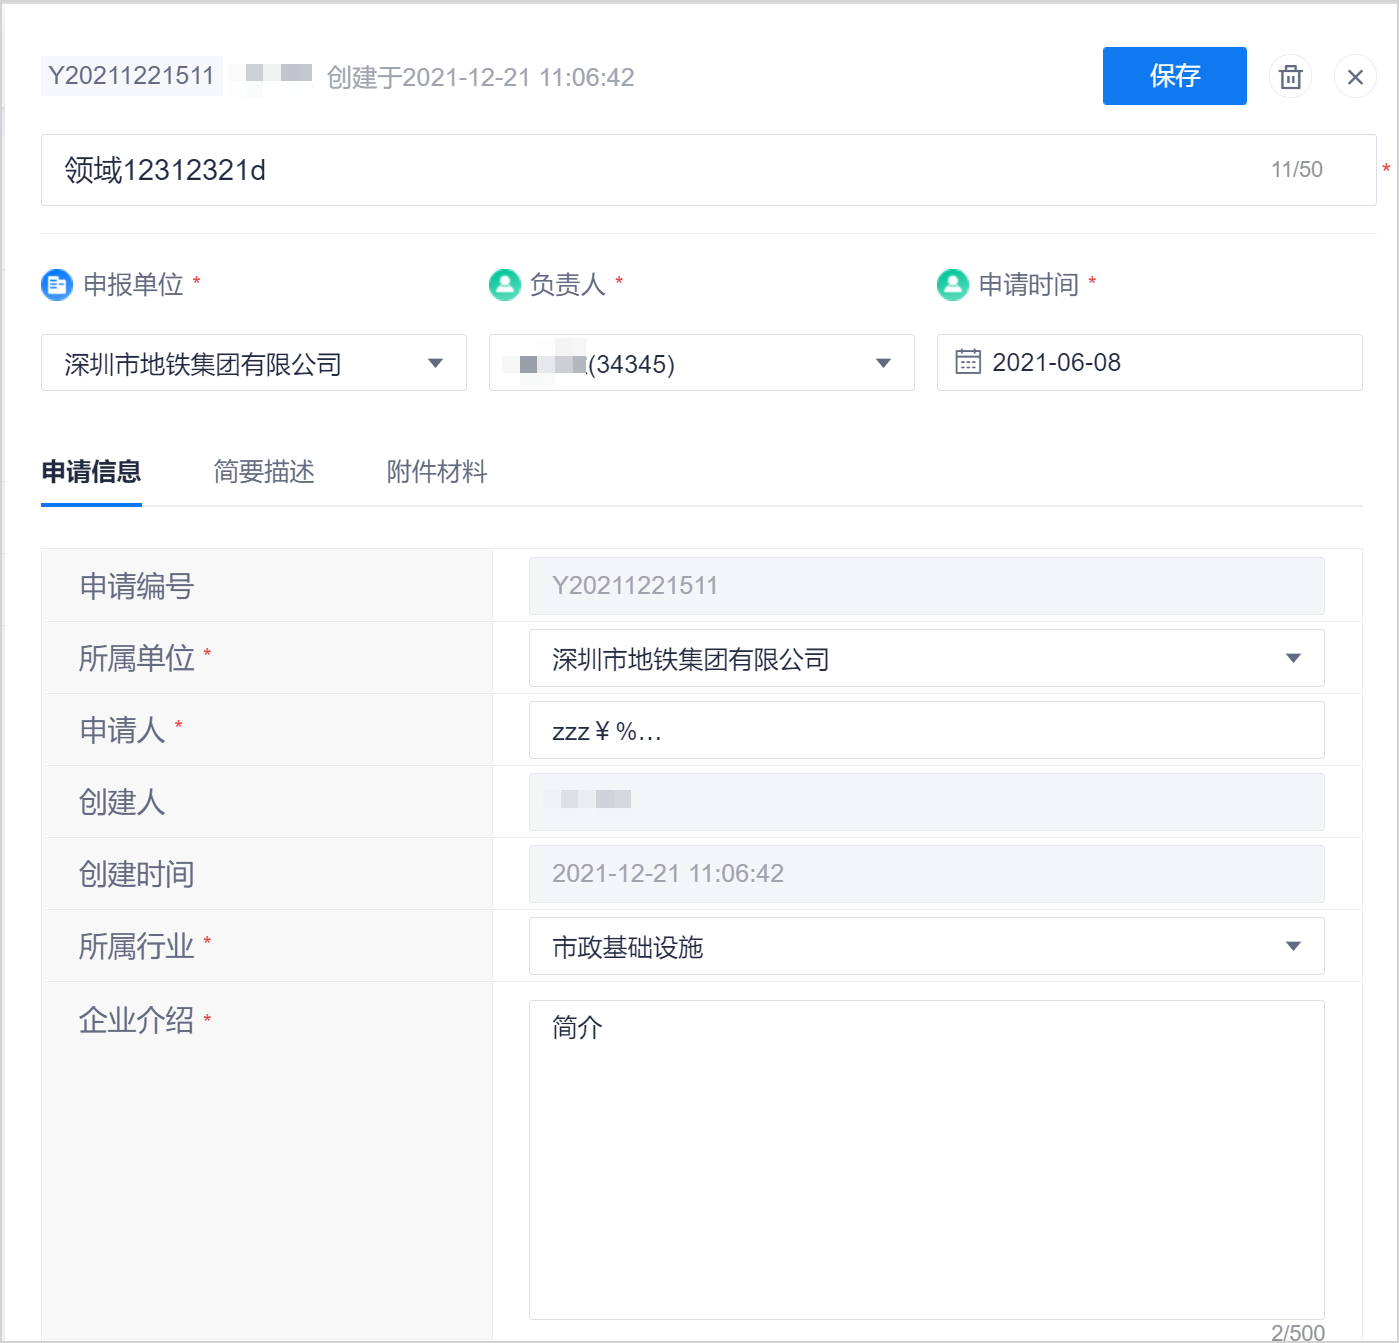 Y20211221511 创建于2021-12-21 11:06:42 保存
领域12312321d 11/50 *
申报单位 * 负责人 * 申请时间 *
深圳市地铁集团有限公司 (34345) 2021-06-08
申请信息 简要描述 附件材料
申请编号 Y20211221511
所属单位 * 深圳市地铁集团有限公司
申请人 * zzz￥%…
创建人
创建时间 2021-12-21 11:06:42
所属行业 * 市政基础设施
企业介绍 * 简介
2/500